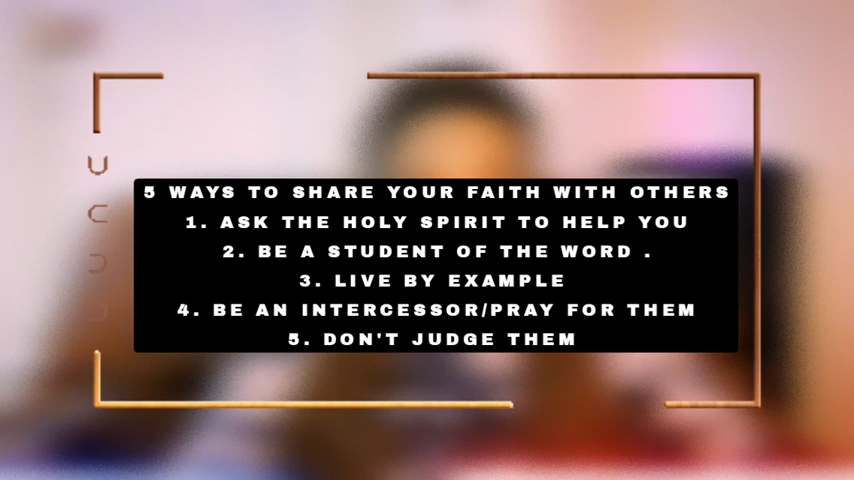 5 WAYS TO SHARE YOUR FAITH WITH OTHERS
1. ASK THE HOLY SPIRIT TO HELP YOU
2. BE A STUDENT OF THE WORD .
3. LIVE BY EXAMPLE
4. BE AN INTERCESSOR/PRAY FOR THEM
5. DON'T JUDGE THEM